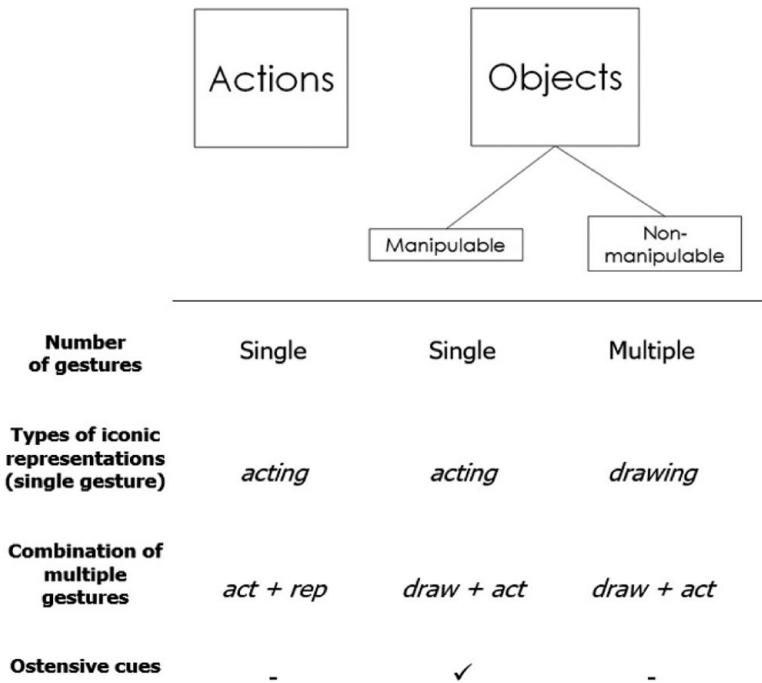 Actions
Objects
Manipulable
Non-
manipulable
Number
of gestures
Single
Single
Multiple
Types of iconic
representations
(single gesture)
acting
acting
drawing
Combination of
multiple
gestures
act + rep
draw + act
draw + act
Ostensive cues
-
✓
-